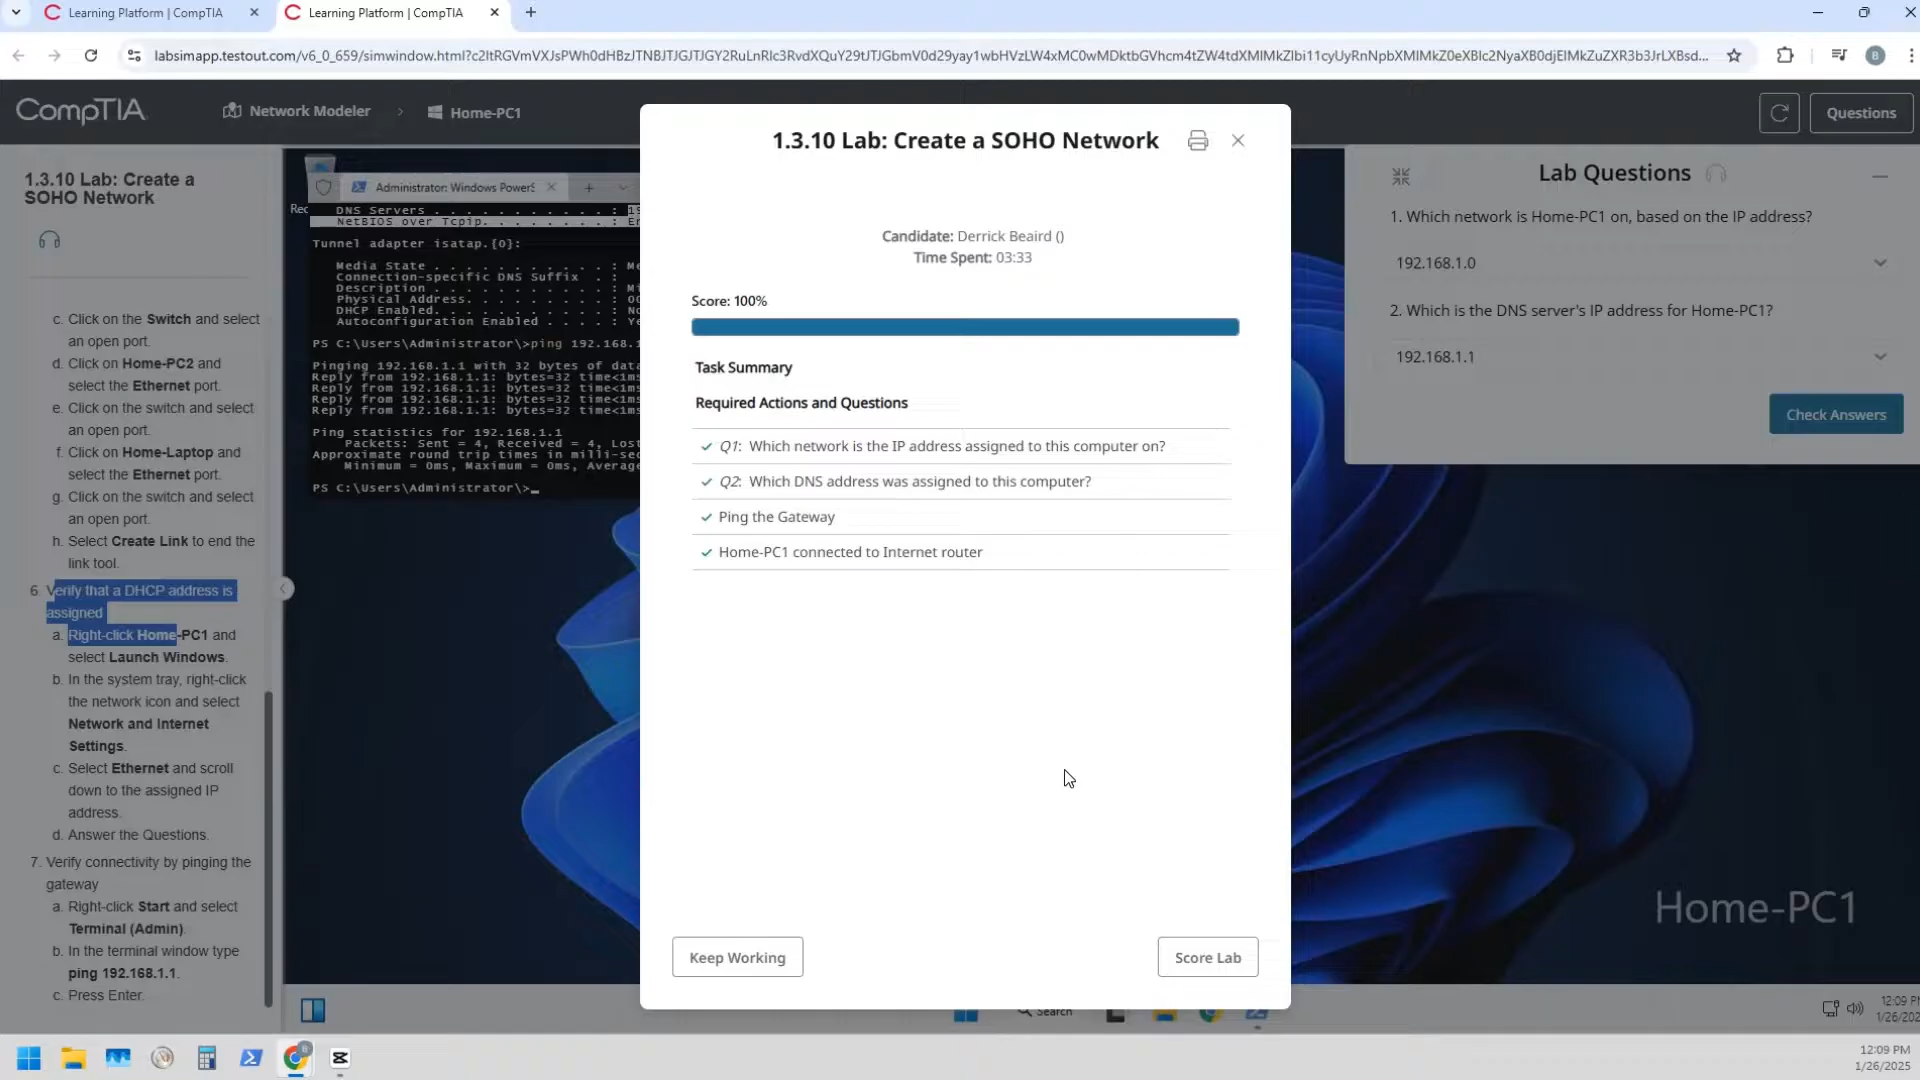 Learning Platform | CompTIA
Learning Platform | CompTIA
labsimapp.testout.com/v6_0_659/simwindow.html?
CompTIA
Network Modeler
Home-PC1
Questions
1.3.10 Lab: Create a
SOHO Network
c. Click on the Switch and select
an open port.
d. Click on Home-PC2 and
select the Ethernet port.
e. Click on the switch and select
an open port.
f. Click on Home-Laptop and
select the Ethernet port.
g. Click on the switch and select
an open port.
h. Select Create Link to end the
link tool.
6. Verify that a DHCP address is
assigned
a. Right-click Home-PC1 and
select Launch Windows.
b. In the system tray, right-click
the network icon and select
Network and Internet
Settings.
c. Select Ethernet and scroll
down to the assigned IP
address.
d. Answer the Questions.
7. Verify connectivity by pinging the
gateway
a. Right-click Start and select
Terminal (Admin).
b. In the terminal window type
ping 192.168.1.1.
c. Press Enter.
Rec
Administrator: Windows PowerS
DNS Servers . . . . . . . . . . . : 19
NetBIOS over Tcpip. . . . . . . . : En
Tunnel adapter isatap.{0}:
Media State . . . . . . . . . . . : Me
Connection-specific DNS Suffix . :
Description . . . . . . . . . . . : Mi
Physical Address. . . . . . . . . : 00
DHCP Enabled. . . . . . . . . . . : No
Autoconfiguration Enabled . . . . : Ye
PS C:\Users\Administrator\>ping 192.168.1
Pinging 192.168.1.1 with 32 bytes of data
Reply from 192.168.1.1: bytes=32 time<1ms
Reply from 192.168.1.1: bytes=32 time<1ms
Reply from 192.168.1.1: bytes=32 time<1ms
Reply from 192.168.1.1: bytes=32 time<1ms
Ping statistics for 192.168.1.1
Packets: Sent = 4, Received = 4, Lost
Approximate round trip times in milli-sec
Minimum = 0ms, Maximum = 0ms, Average
PS C:\Users\Administrator\>_
1.3.10 Lab: Create a SOHO Network
Candidate: Derrick Beaird ()
Time Spent: 03:33
Score: 100%
Task Summary
Required Actions and Questions
Q1: Which network is the IP address assigned to this computer on?
Q2: Which DNS address was assigned to this computer?
Ping the Gateway
Home-PC1 connected to Internet router
Keep Working
Score Lab
Lab Questions
1. Which network is Home-PC1 on, based on the IP address?
192.168.1.0
2. Which is the DNS server's IP address for Home-PC1?
192.168.1.1
Check Answers
Home-PC1
Search
12:09 P
1/26/202
12:09 PM
1/26/2025